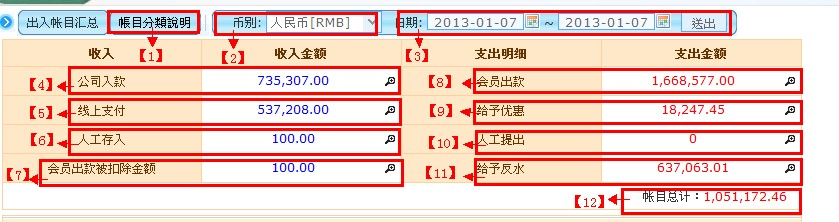 出入帐目汇总 帳目分類說明 币别: 人民币[RMB] 日期: 2013-01-07 ~ 2013-01-07 送出
【1】 【2】 【3】
收入 收入金额 支出明细 支出金额
【4】 公司入款 735,307.00 【8】 会员出款 1,668,577.00
【5】 线上支付 537,208.00 【9】 给予优惠 18,247.45
【6】 人工存入 100.00 【10】 人工提出 0
【7】 会员出款被扣除金额 100.00 【11】 给予反水 637,063.01
【12】 帐目总计：1,051,172.46